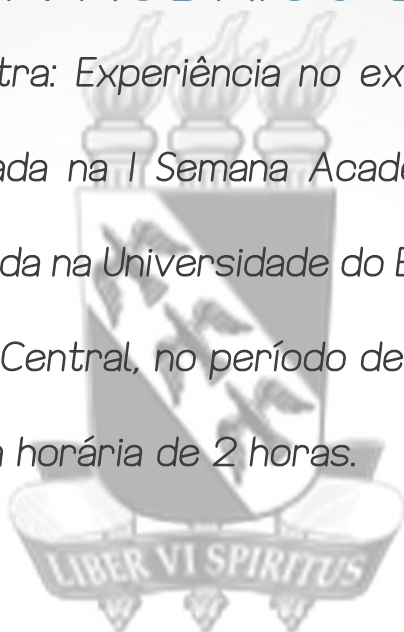 tra: Experiência no ex
ada na I Semana Acad
da na Universidade do
Central, no período de
horária de 2 horas.
LIBER VI SPIRITUS